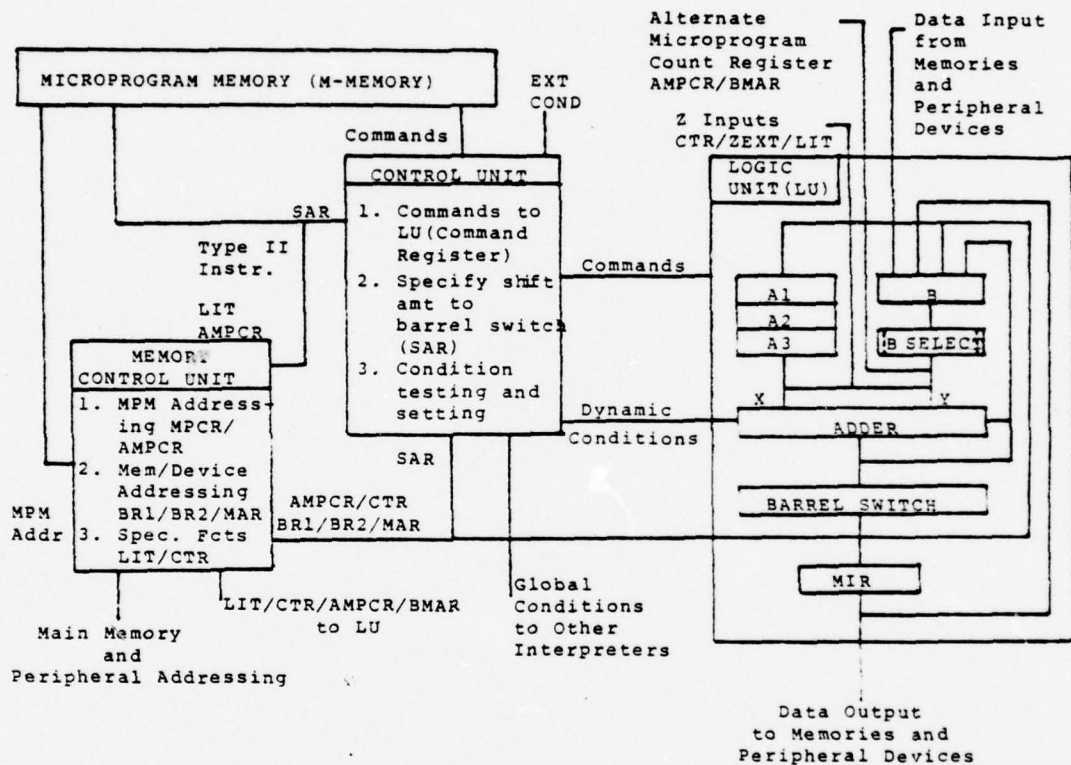 MICROPROGRAM MEMORY (M-MEMORY)
EXT
COND
Commands
Alternate
Microprogram
Count Register
AMPCR/BMAR
Data Input
from
Memories
and
Peripheral
Devices
Z Inputs
CTR/ZEXT/LIT
CONTROL UNIT
1. Commands to
LU(Command
Register)
2. Specify shift
amt to
barrel switch
(SAR)
3. Condition
testing and
setting
SAR
Type II
Instr.
LIT
AMPCR
MEMORY
CONTROL UNIT
1. MPM Address-
ing MPCR/
AMPCR
2. Mem/Device
Addressing
BR1/BR2/MAR
3. Spec. Fcts
LIT/CTR
MPM
Addr
AMPCR/CTR
BR1/BR2/MAR
SAR
Commands
Dynamic
Conditions
LOGIC
UNIT(LU)
A1
A2
A3
B
B SELECT
X
Y
ADDER
BARREL SWITCH
MIR
LIT/CTR/AMPCR/BMAR
to LU
Main Memory
and
Peripheral Addressing
Global
Conditions
to Other
Interpreters
Data Output
to Memories and
Peripheral Devices